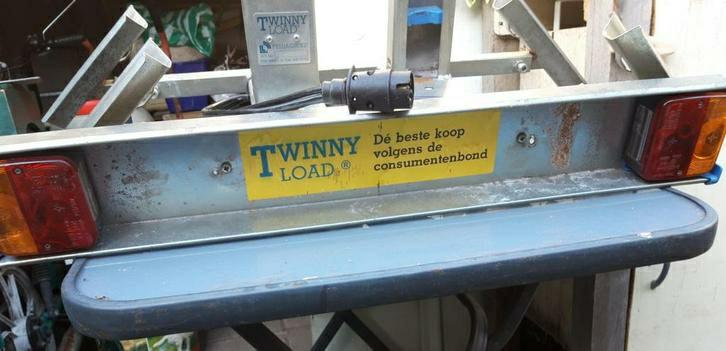 TWINNY
LOAD
TWINNY
LOAD ®
Dé beste koop
volgens de
consumentenbond